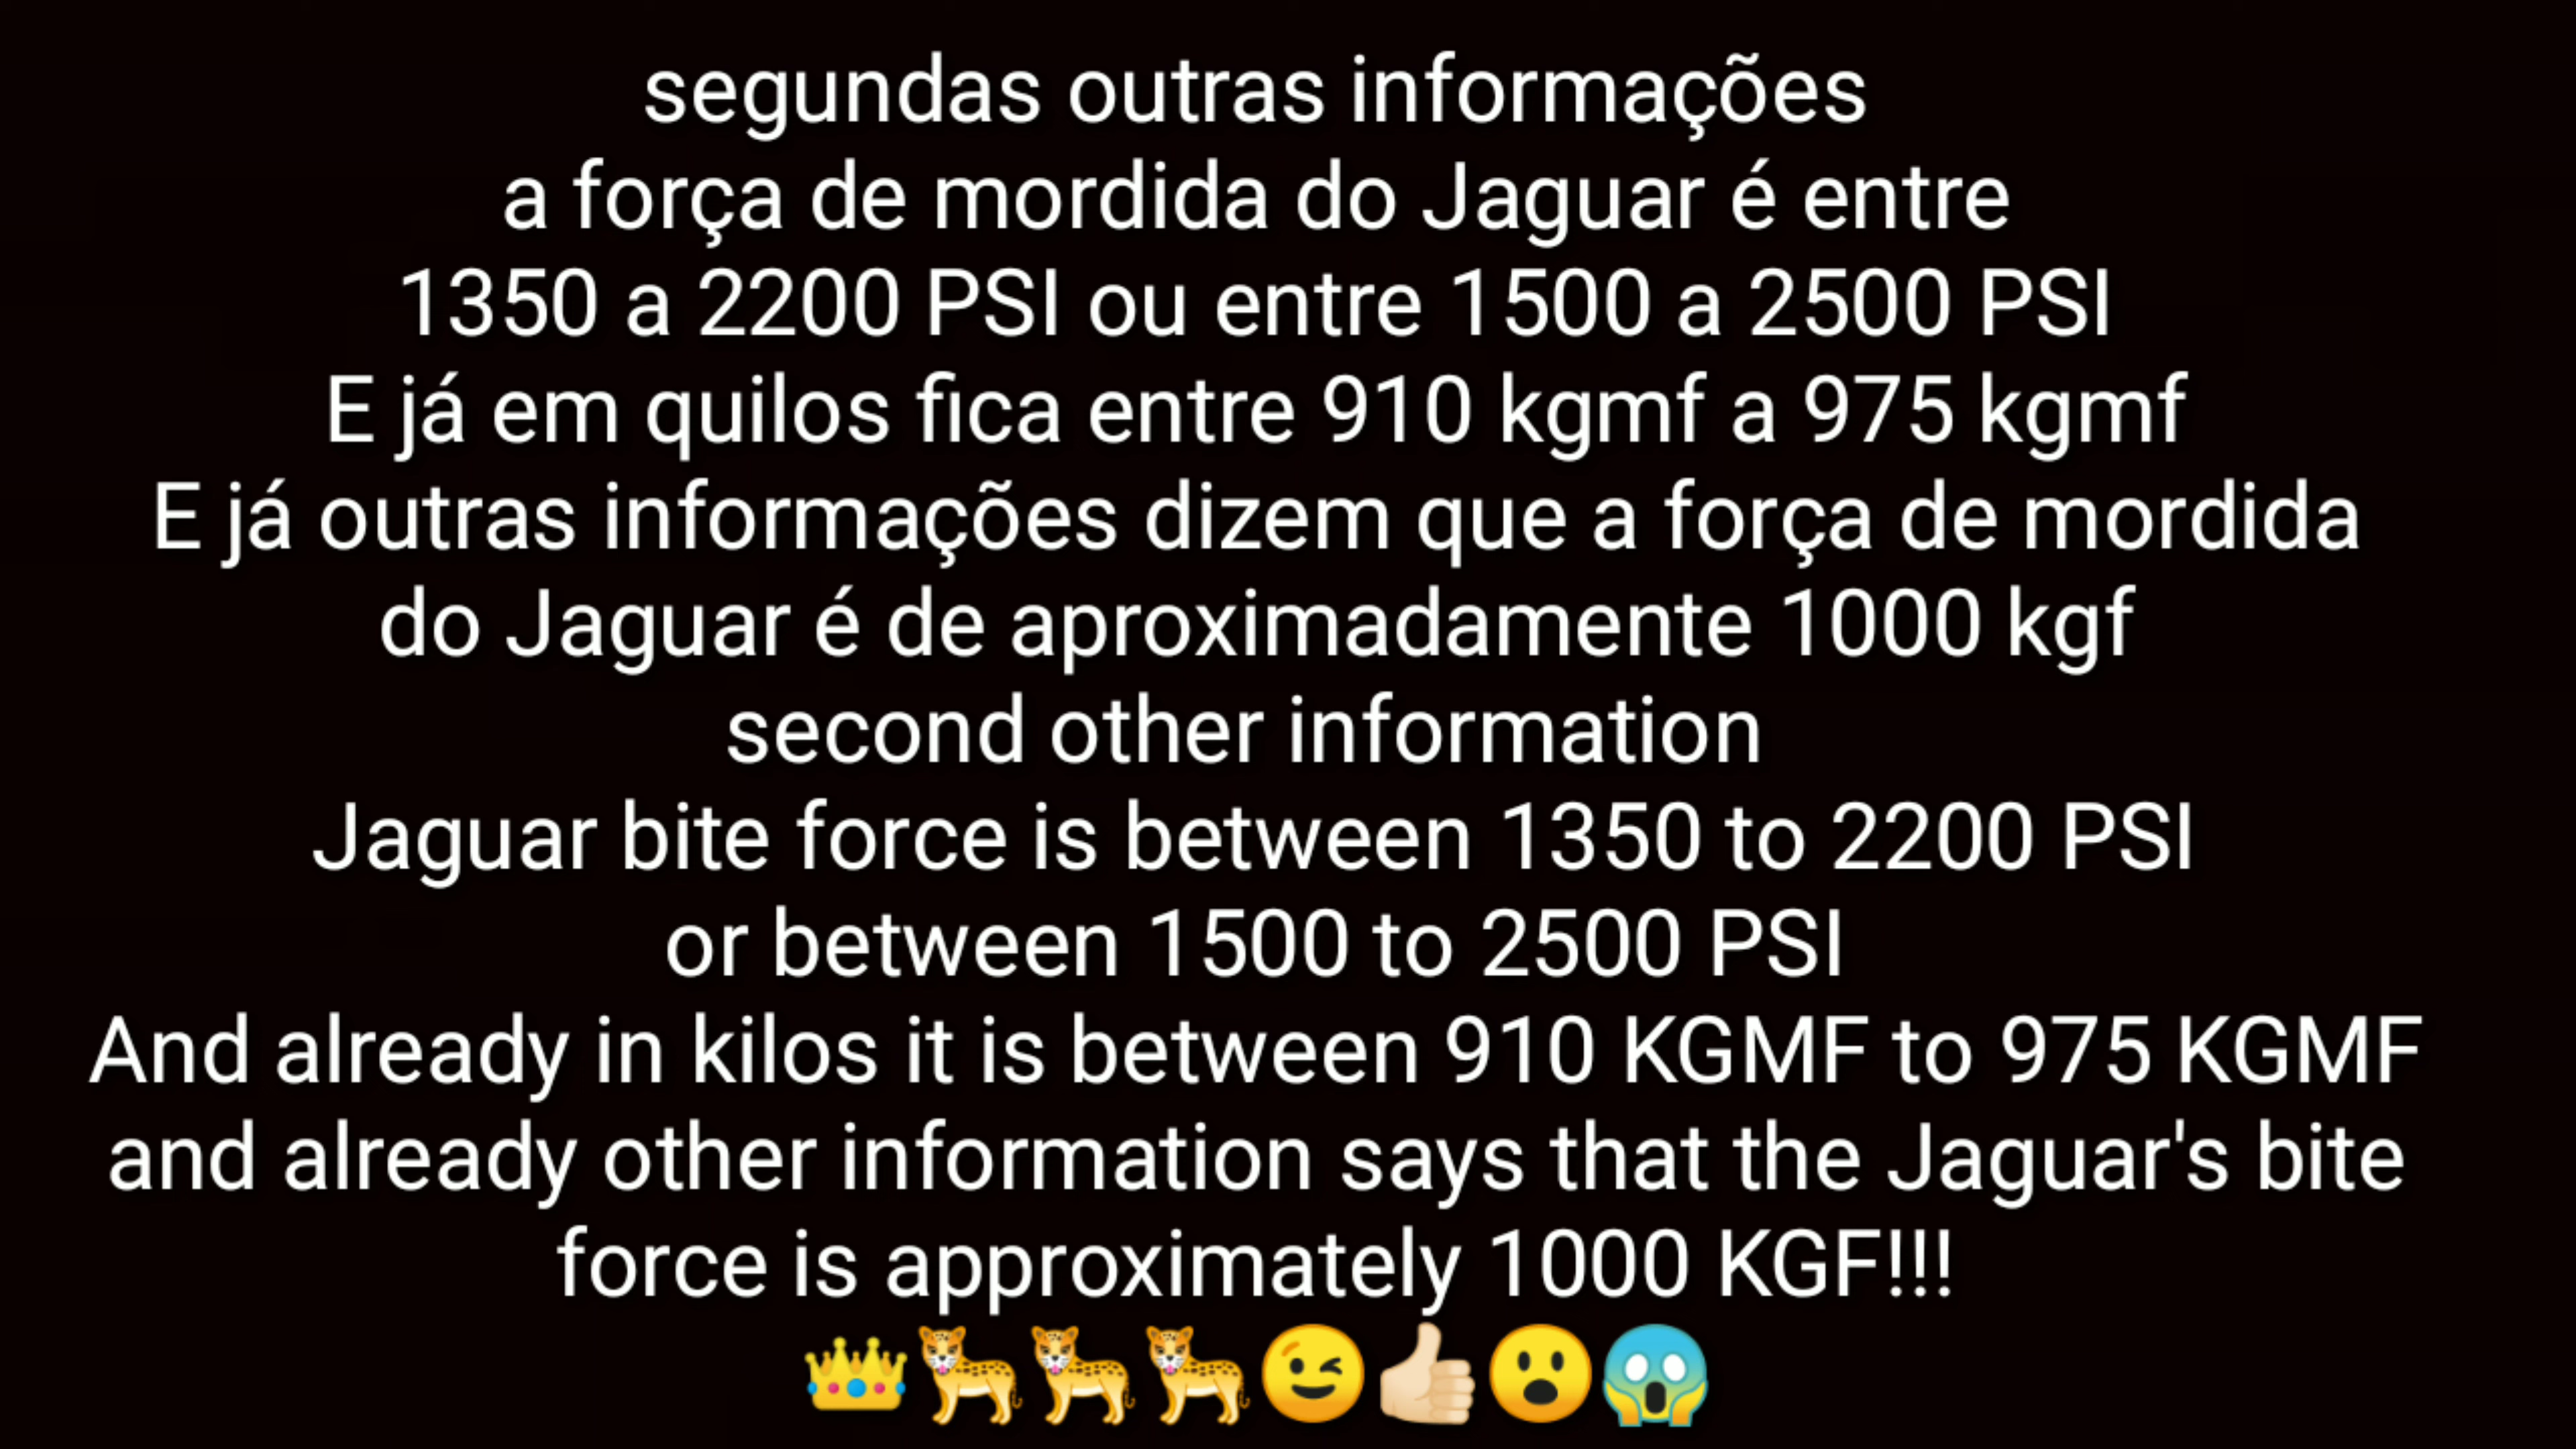 segundas outras informações
a força de mordida do Jaguar é entre
1350 a 2200 PSI ou entre 1500 a 2500 PSI
E já em quilos fica entre 910 kgmf a 975 kgmf
E já outras informações dizem que a força de mordida
do Jaguar é de aproximadamente 1000 kgf
second other information
Jaguar bite force is between 1350 to 2200 PSI
or between 1500 to 2500 PSI
And already in kilos it is between 910 KGMF to 975 KGMF
and already other information says that the Jaguar's bite
force is approximately 1000 KGF!!!
👑🐆🐆🐆😉👍🏻😮😱